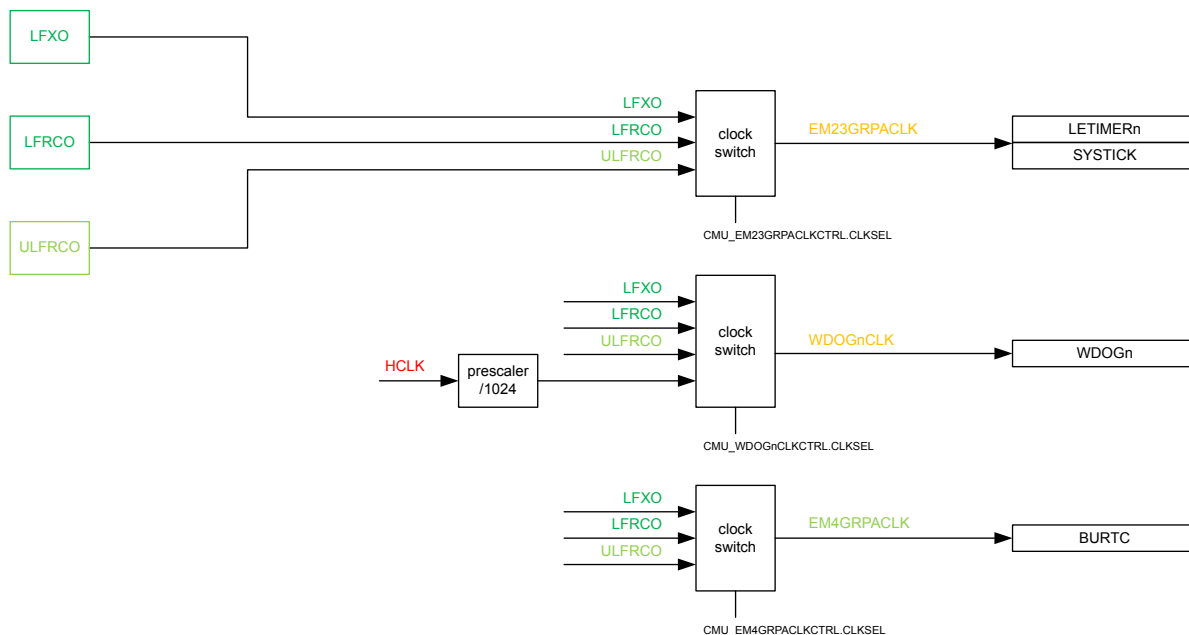 LFXO
LFRCO
ULFRCO
LFXO
LFRCO
ULFRCO
clock
switch
CMU_EM23GRPACLKCTRL.CLKSEL
EM23GRPACLK
LETIMERn
SYSTICK
LFXO
LFRCO
ULFRCO
HCLK
prescaler
/1024
clock
switch
CMU_WDOGnCLKCTRL.CLKSEL
WDOGnCLK
WDOGn
LFXO
LFRCO
ULFRCO
clock
switch
CMU_EM4GRPACLKCTRL.CLKSEL
EM4GRPACLK
BURTC